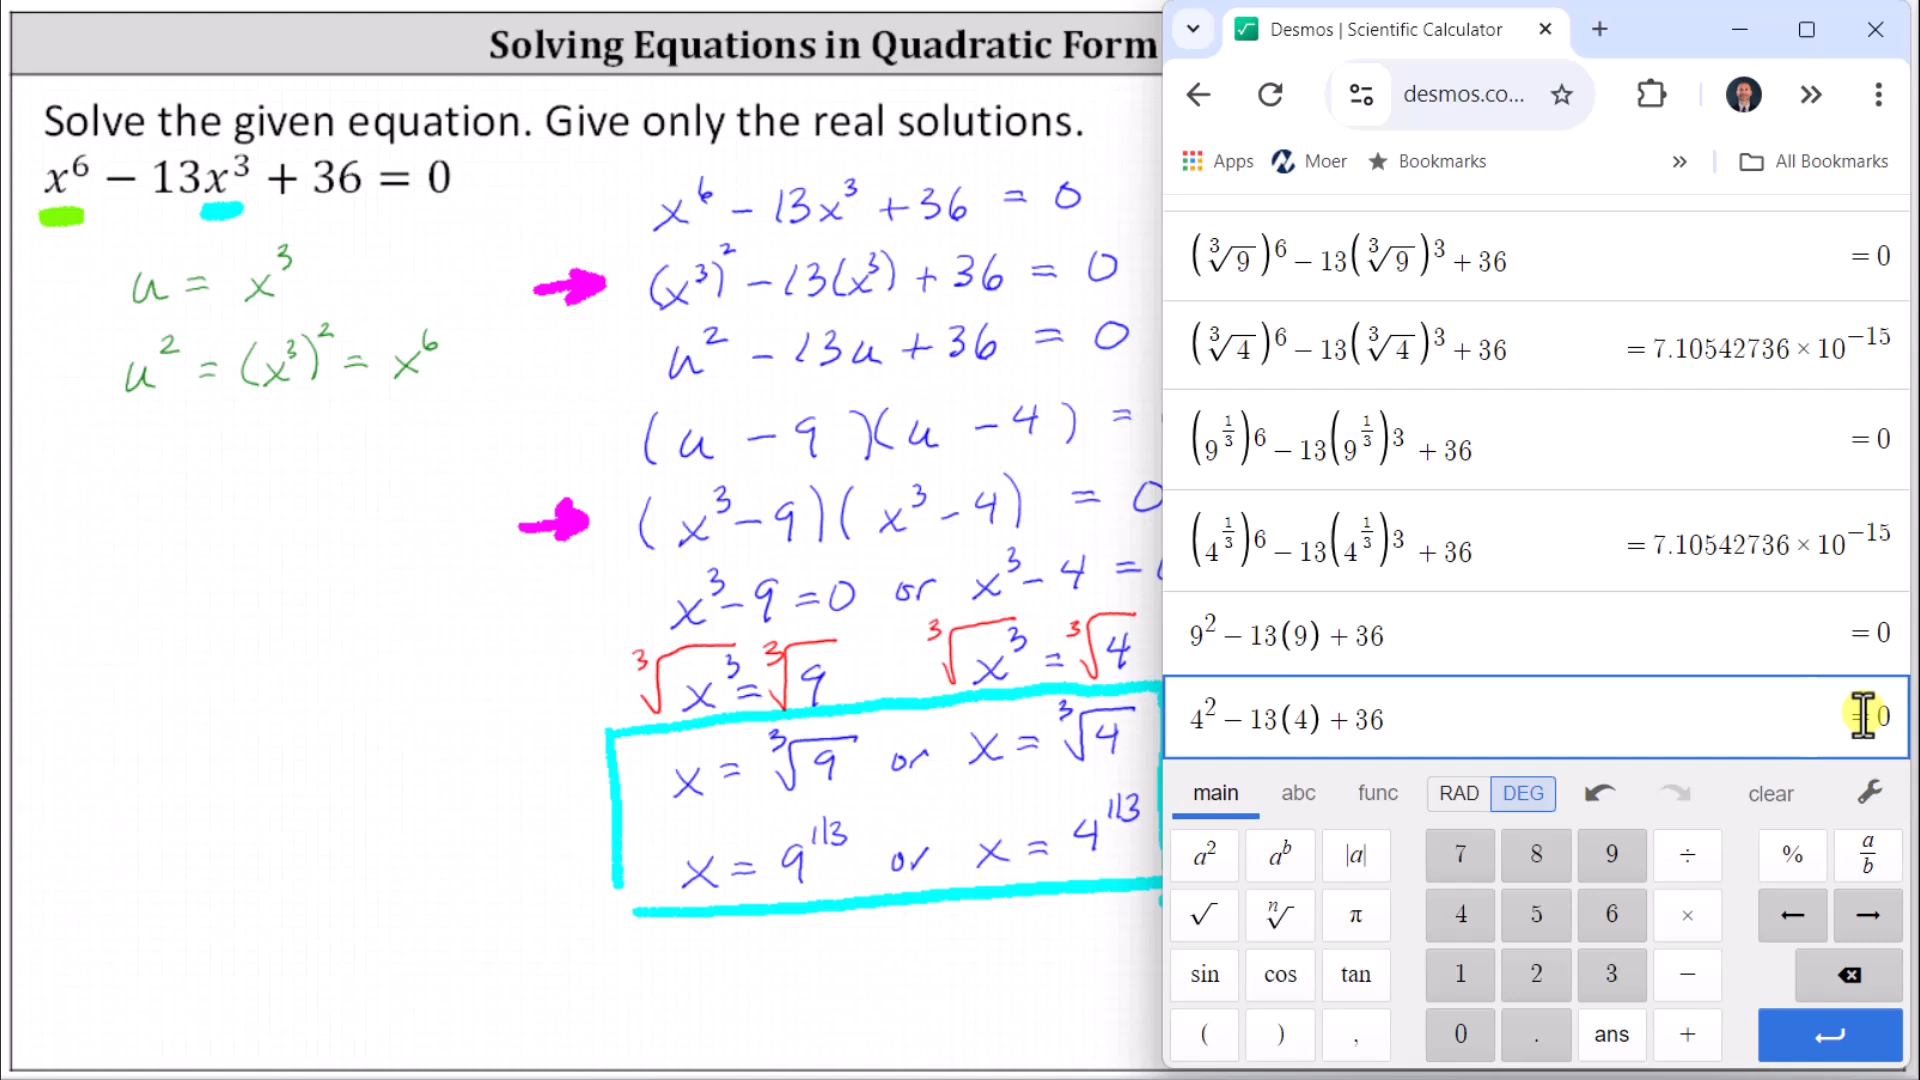 Solving Equations in Quadratic Form
Solve the given equation. Give only the real solutions.
x⁶ − 13x³ + 36 = 0
u = x³
u² = (x³)² = x⁶
x⁶ − 13x³ + 36 = 0
(x³)² − 13(x³) + 36 = 0
u² − 13u + 36 = 0
(u − 9)(u − 4) =
(x³ − 9)(x³ − 4) = 0
x³ − 9 = 0 or x³ − 4 =
∛x³ = ∛9 ∛x³ = ∛4
x = ∛9 or x = ∛4
x = 9^1/3 or x = 4^1/3
Desmos | Scientific Calculator
desmos.co...
Apps Moer Bookmarks » All Bookmarks
(∛9)⁶ − 13(∛9)³ + 36 = 0
(∛4)⁶ − 13(∛4)³ + 36 = 7.10542736 × 10⁻¹⁵
(9^(1/3))⁶ − 13(9^(1/3))³ + 36 = 0
(4^(1/3))⁶ − 13(4^(1/3))³ + 36 = 7.10542736 × 10⁻¹⁵
9² − 13(9) + 36 = 0
4² − 13(4) + 36 = 0
main abc func RAD DEG clear
a² aᵇ |a| 7 8 9 ÷ % a/b
√ ⁿ√ π 4 5 6 × ← →
sin cos tan 1 2 3 −
( ) , 0 . ans +